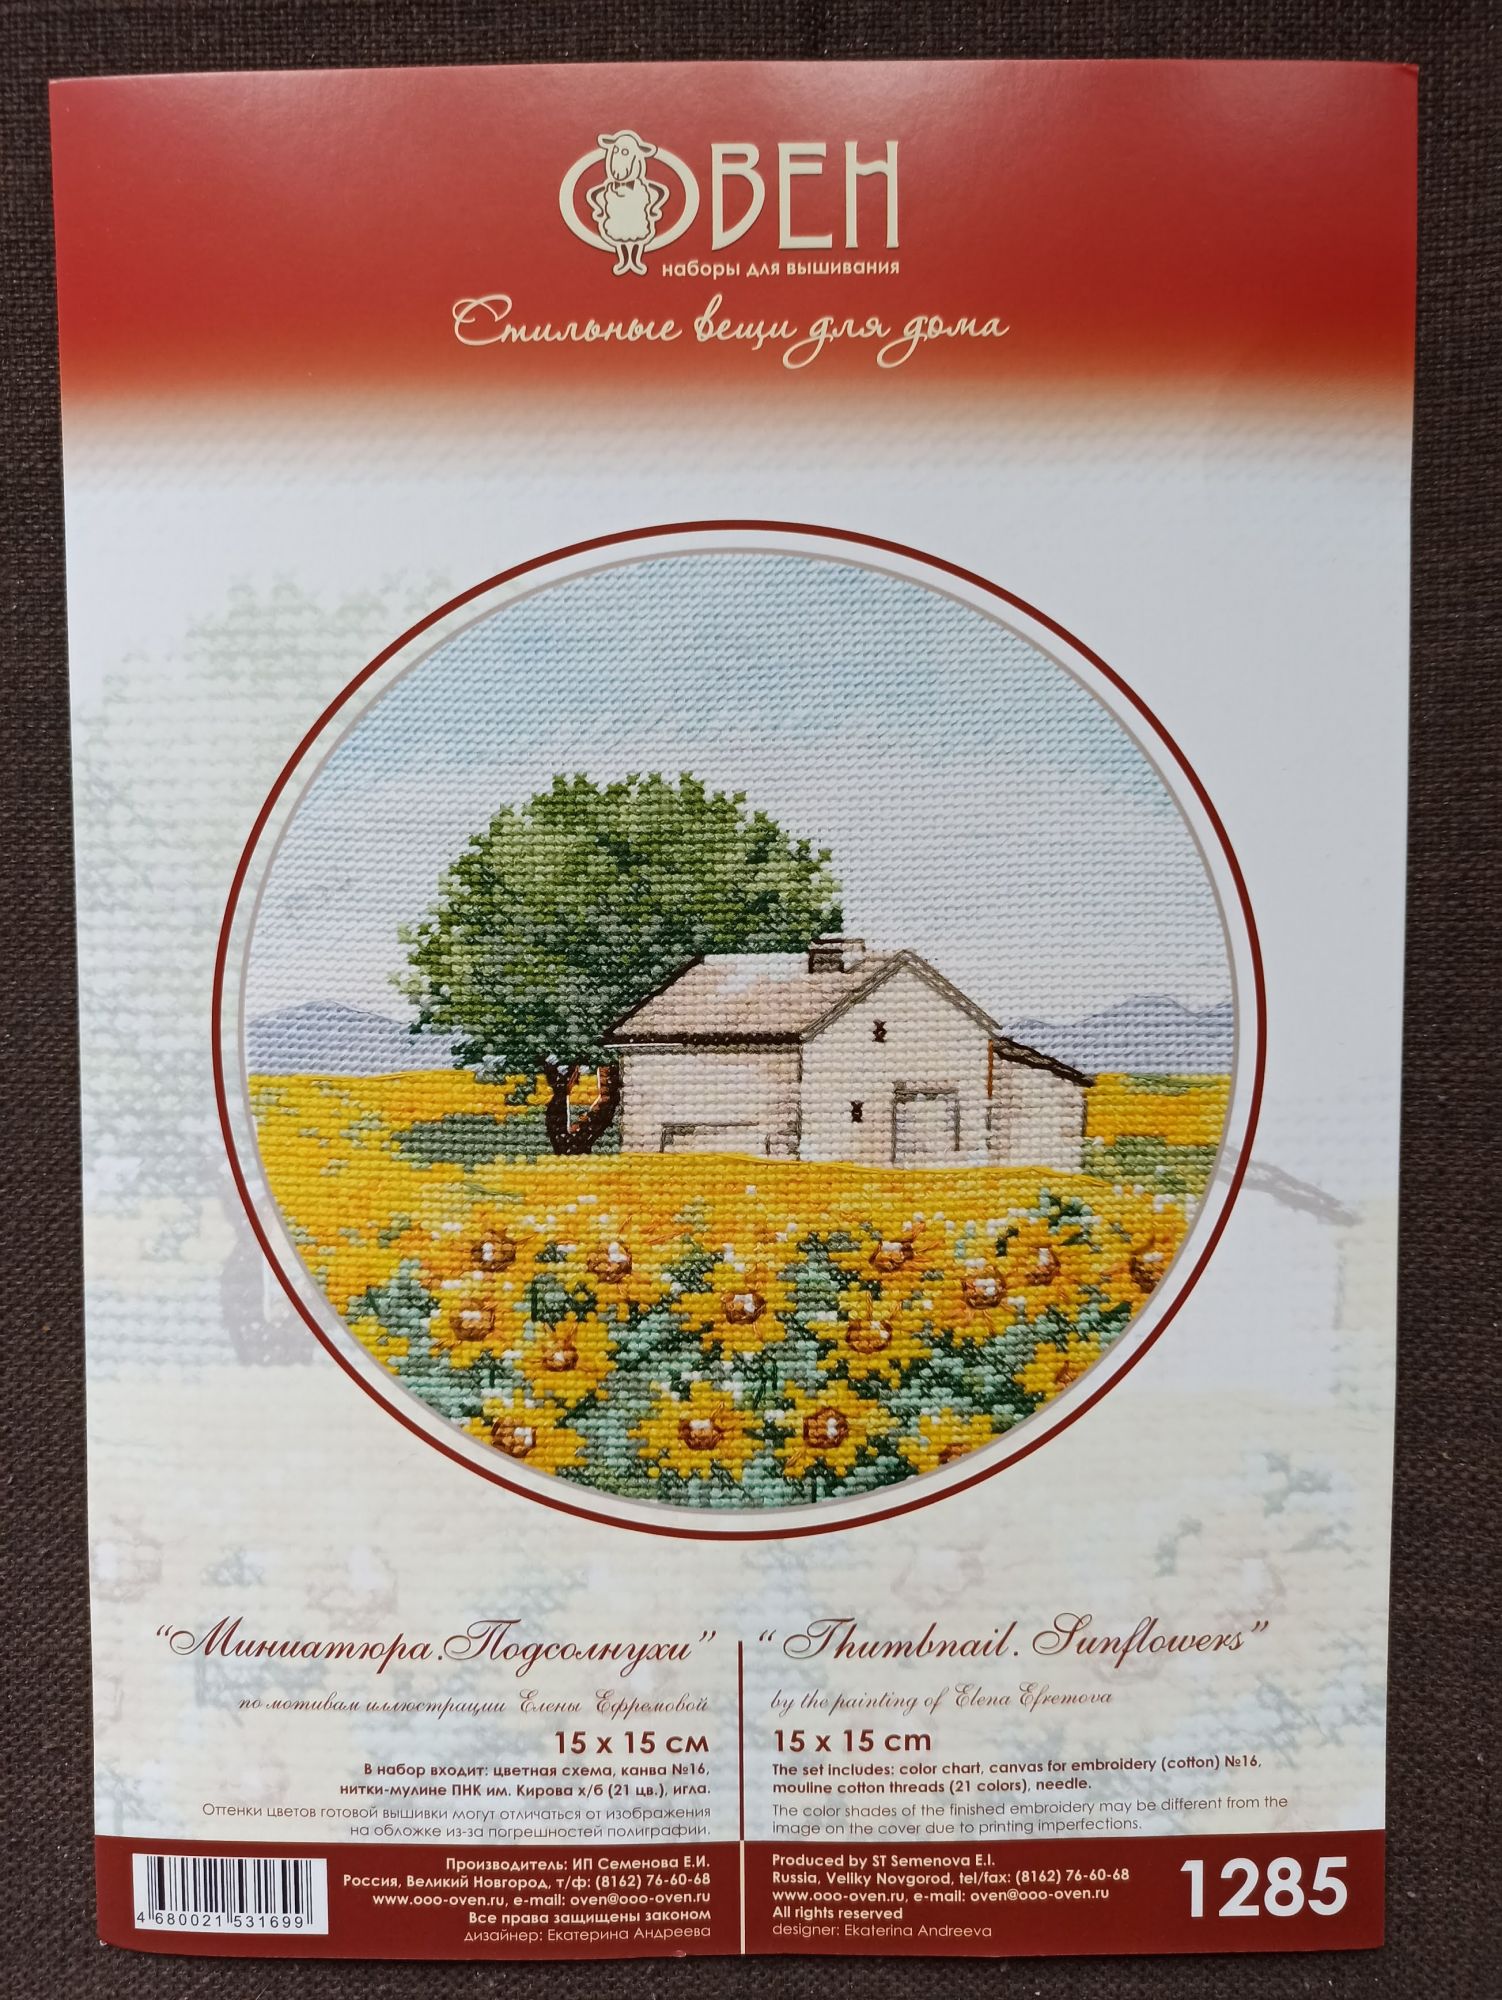 ОВЕН
наборы для вышивания
Стильные вещи для дома
“Миниатюра.Подсолнухи”
по мотивам иллюстрации Елены Ефремовой
15 х 15 см
В набор входит: цветная схема, канва №16,
нитки-мулине ПНК им. Кирова х/б (21 цв.), игла.
Оттенки цветов готовой вышивки могут отличаться от изображения
на обложке из-за погрешностей полиграфии.
“Thumbnail. Sunflowers”
by the painting of Elena Efremova
15 x 15 cm
The set includes: color chart, canvas for embroidery (cotton) №16,
mouline cotton threads (21 colors), needle.
The color shades of the finished embroidery may be different from the
image on the cover due to printing imperfections.
4 680021 531699
Производитель: ИП Семенова Е.И.
Россия, Великий Новгород, т/ф: (8162) 76-60-68
www.ooo-oven.ru, e-mail: oven@ooo-oven.ru
Все права защищены законом
дизайнер: Екатерина Андреева
Produced by ST Semenova E.I.
Russia, Veliky Novgorod, tel/fax: (8162) 76-60-68
www.ooo-oven.ru, e-mail: oven@ooo-oven.ru
All rights reserved
designer: Ekaterina Andreeva
1285